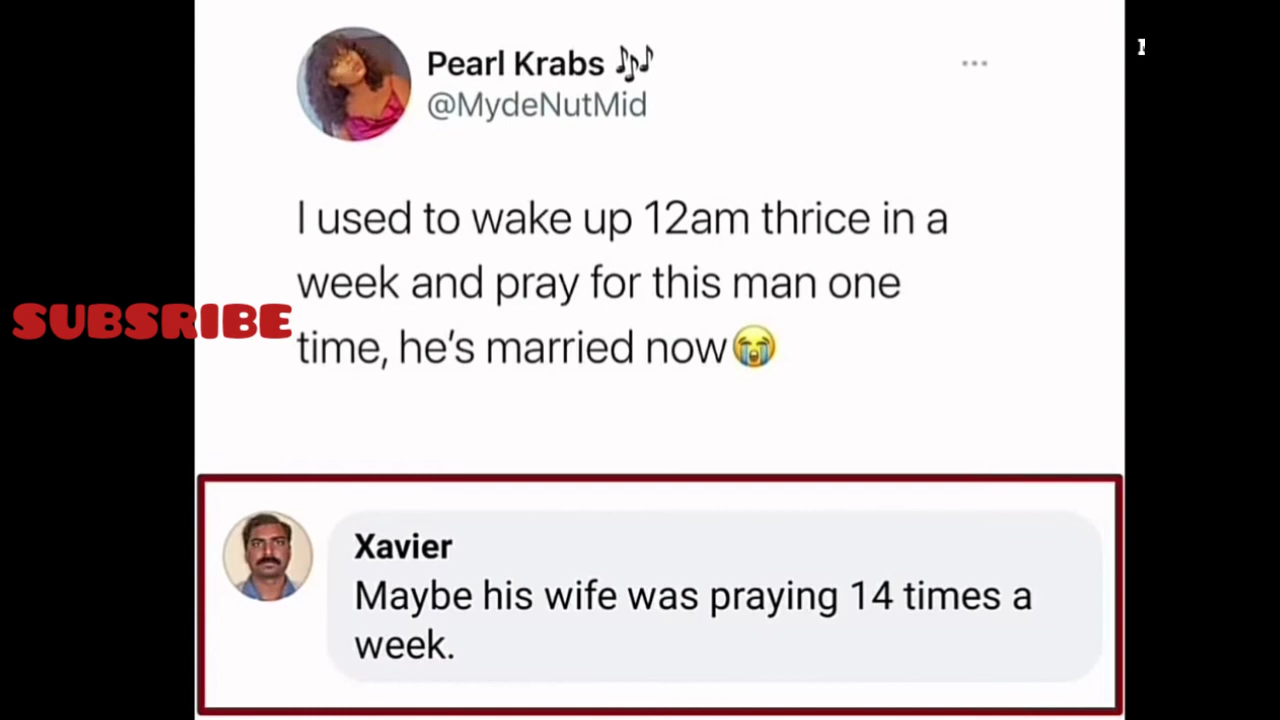 Pearl Krabs 🎶
@MydeNutMid
I used to wake up 12am thrice in a
week and pray for this man one
SUBSRIBE
time, he's married now😭
Xavier
Maybe his wife was praying 14 times a
week.